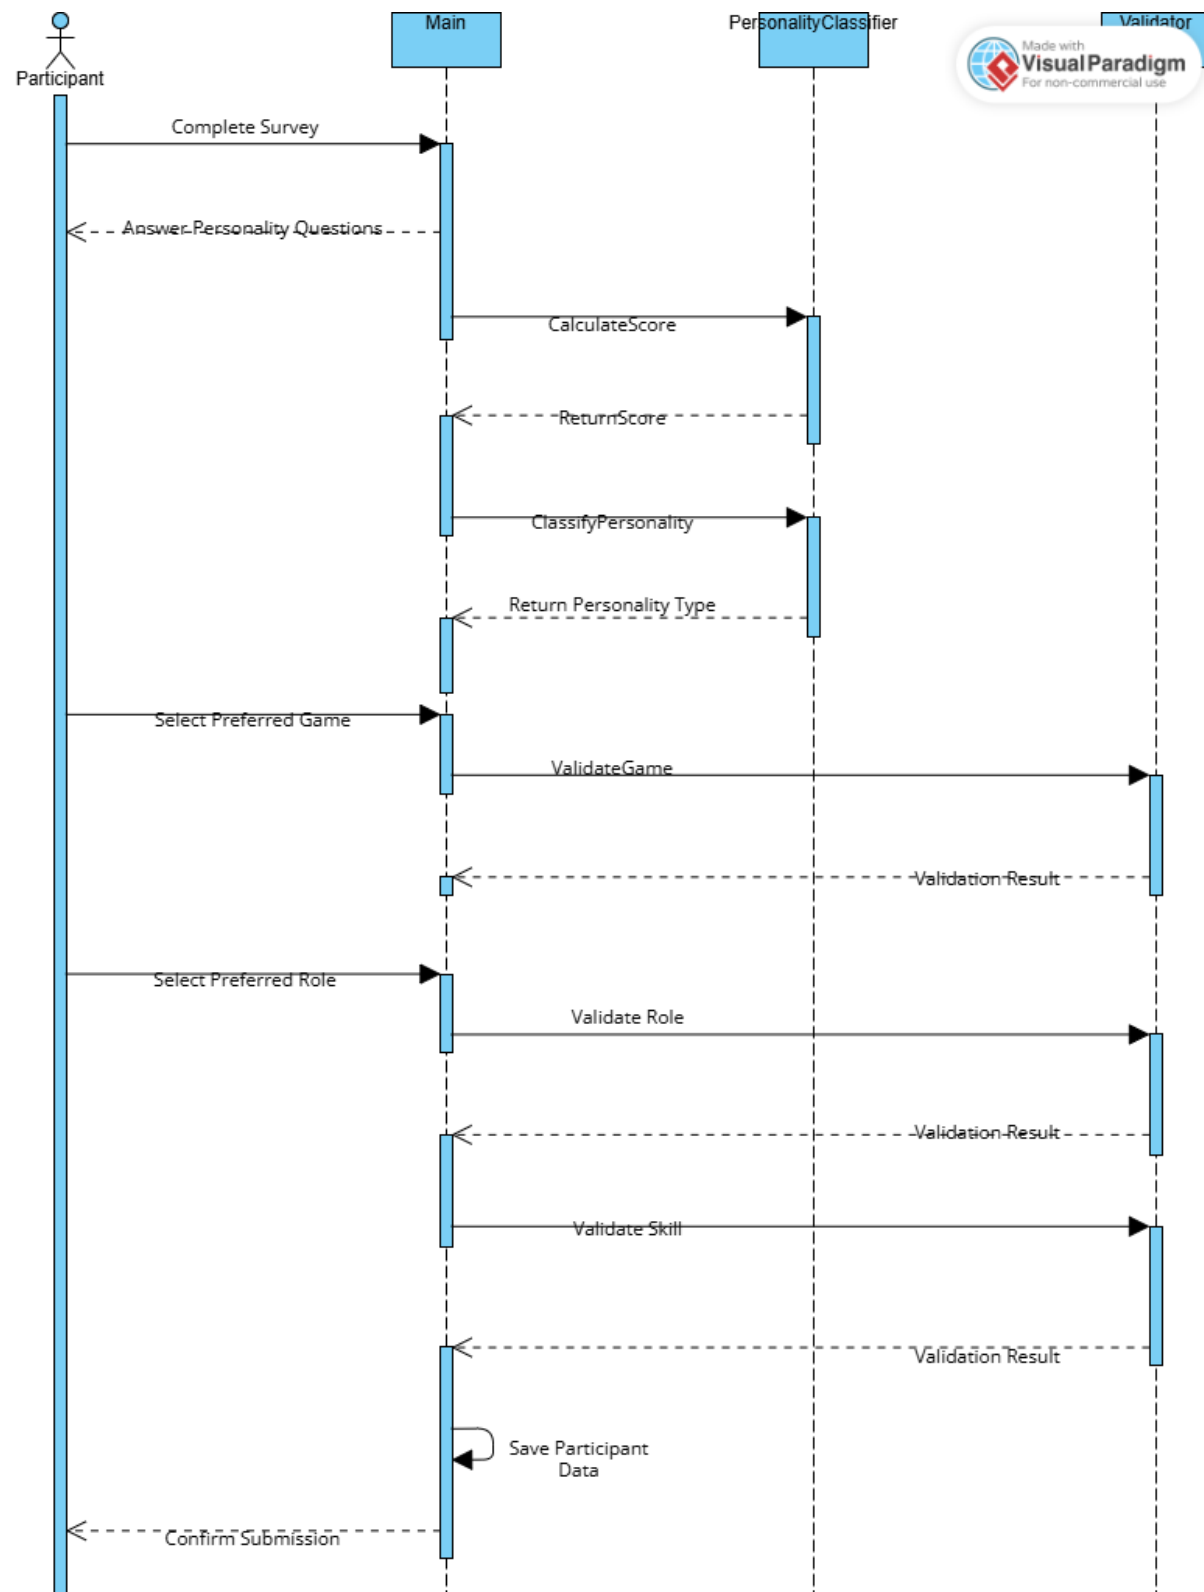 Main
PersonalityClassifier
Validator
Made with
Visual Paradigm
For non-commercial use
Participant
Complete Survey
Answer Personality Questions
CalculateScore
ReturnScore
ClassifyPersonality
Return Personality Type
Select Preferred Game
ValidateGame
Validation Result
Select Preferred Role
Validate Role
Validation Result
Validate Skill
Validation Result
Save Participant
Data
Confirm Submission